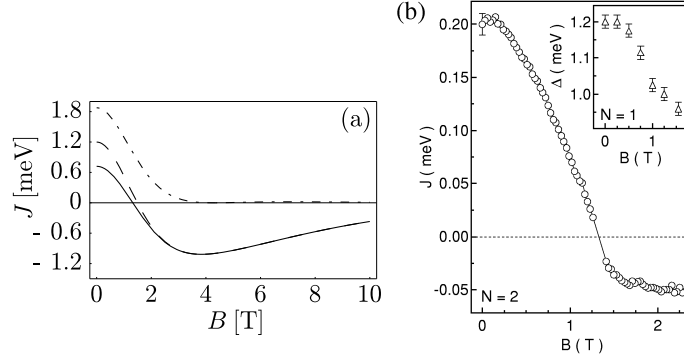 (a)
1.8
1.2
0.6
0
- 0.6
- 1.2
J [meV]
0 2 4 6 8 10
B [T]
(b)
0.20
0.15
0.10
0.05
0.00
-0.05
J (meV)
N = 2
0 1 2
B ( T )
1.2
1.1
1.0
Δ ( meV )
N = 1
0 1
B ( T )